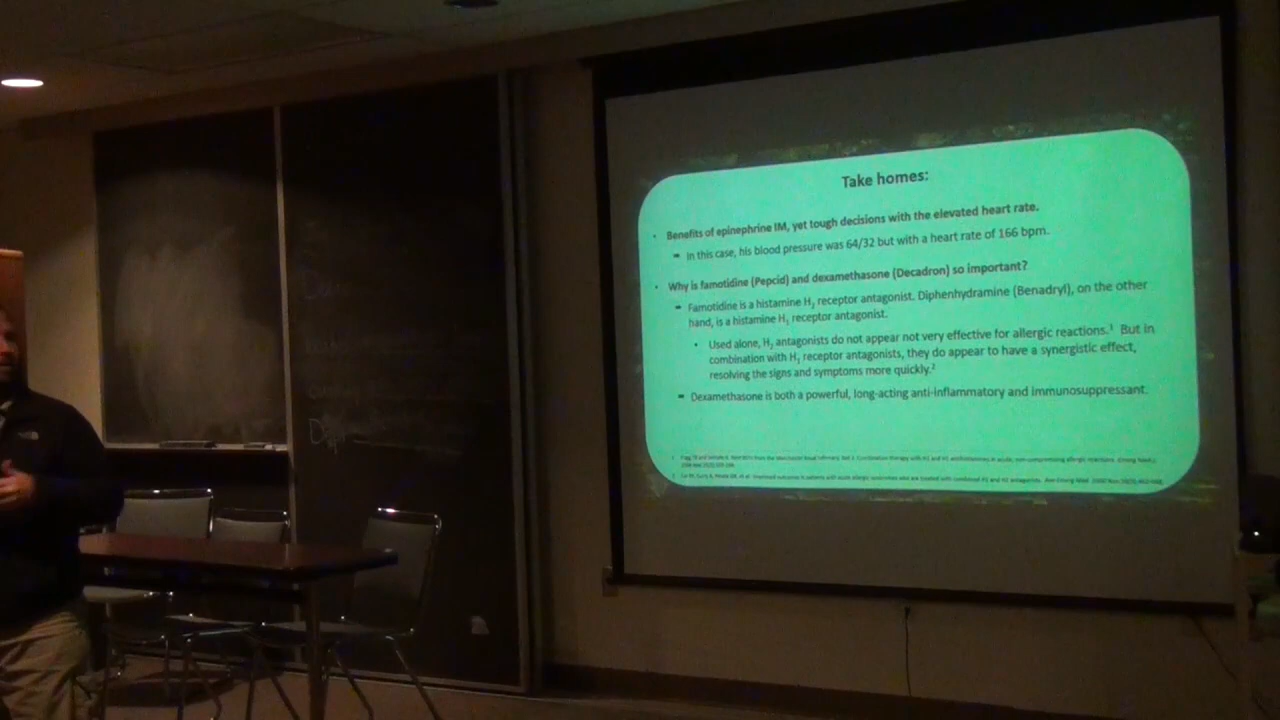 Take homes:
• Benefits of epinephrine IM, yet tough decisions with the elevated heart rate.
In this case, his blood pressure was 64/32 but with a heart rate of 166 bpm.
• Why is famotidine (Pepcid) and dexamethasone (Decadron) so important?
Famotidine is a histamine H₂ receptor antagonist. Diphenhydramine (Benadryl), on the other
hand, is a histamine H₁ receptor antagonist.
• Used alone, H₂ antagonists do not appear not very effective for allergic reactions.¹ But in
combination with H₁ receptor antagonists, they do appear to have a synergistic effect,
resolving the signs and symptoms more quickly.²
Dexamethasone is both a powerful, long-acting anti-inflammatory and immunosuppressant.